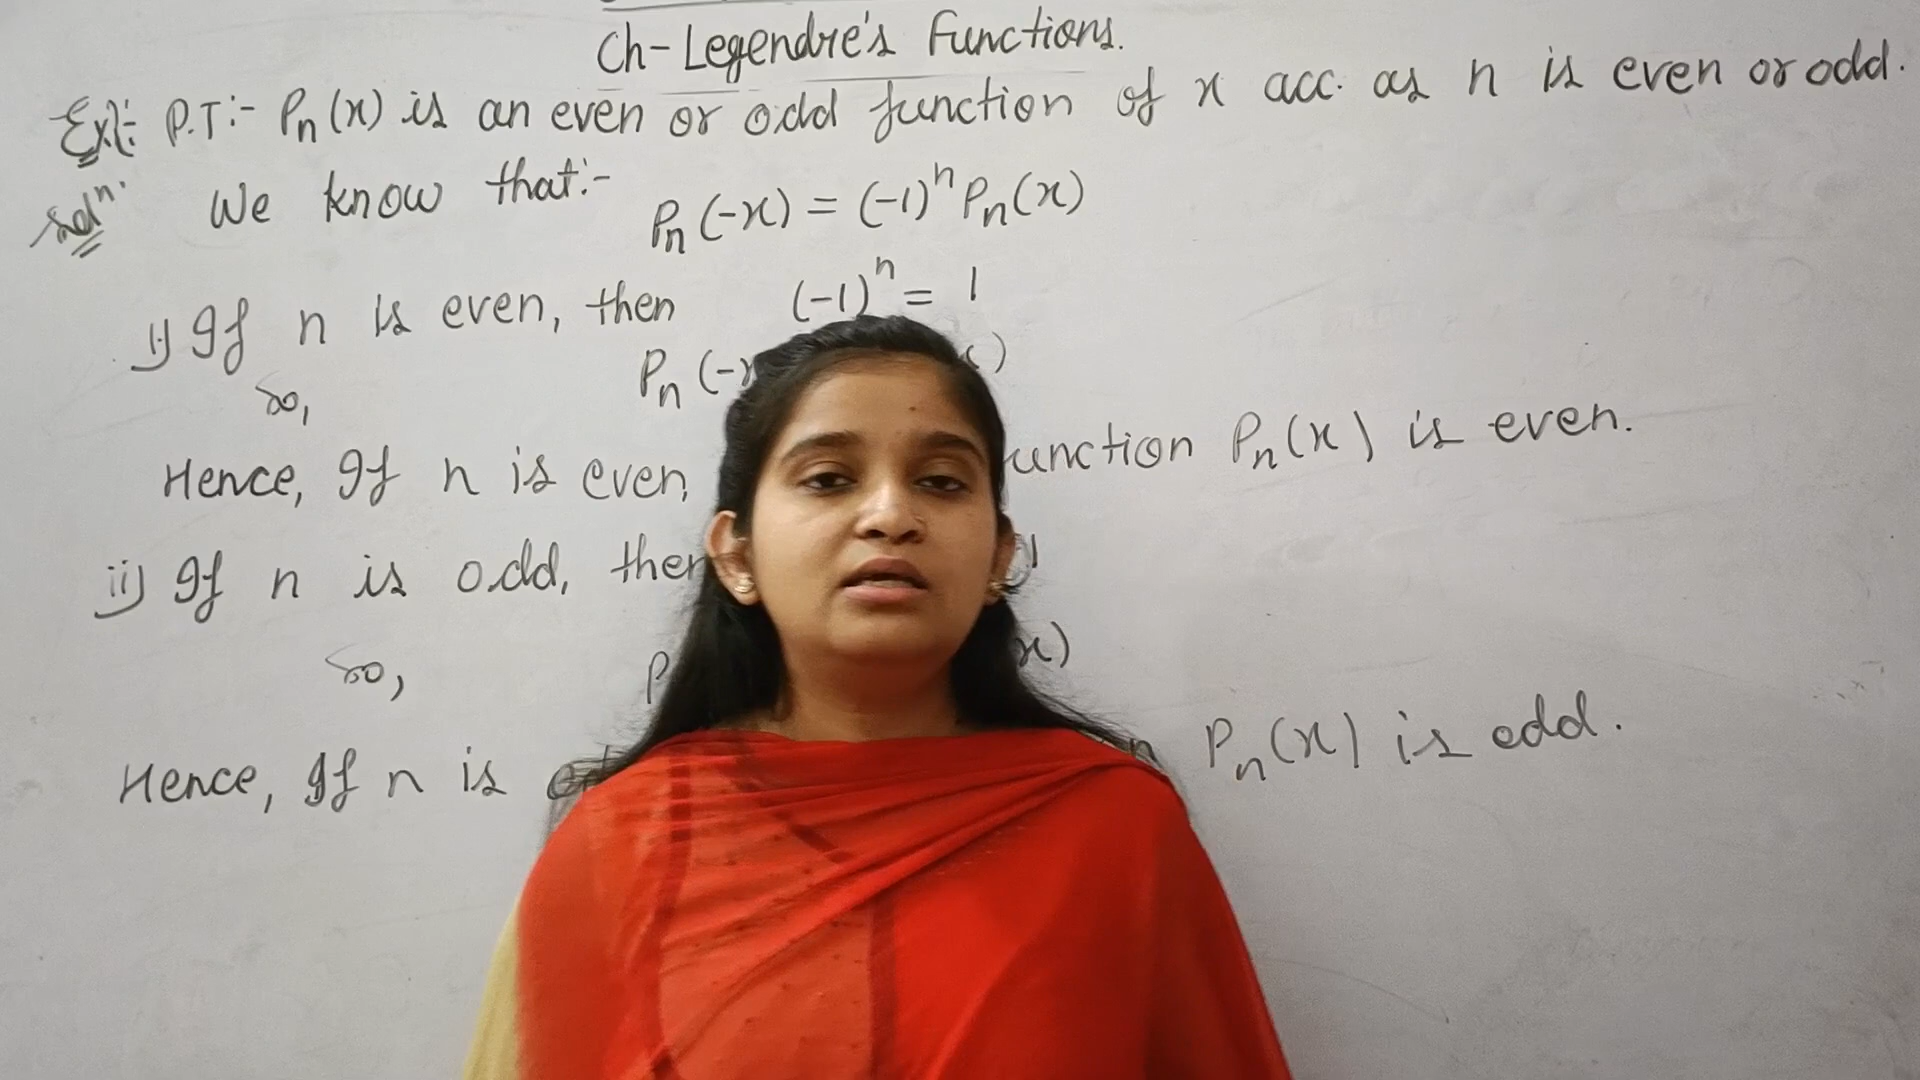 Ch-Legendre's Functions.
Ex1:- P.T:- Pn(x) is an even or odd function of x acc. as n is even or odd.
Solⁿ. We know that:-
Pn(-x) = (-1)ⁿ Pn(x)
i) If n is even, then (-1)ⁿ = 1
so, Pn(-x )
Hence, If n is even, unction Pn(x) is even.
ii) If n is odd, then 1
so, P x)
Hence, If n is n Pn(x) is odd.